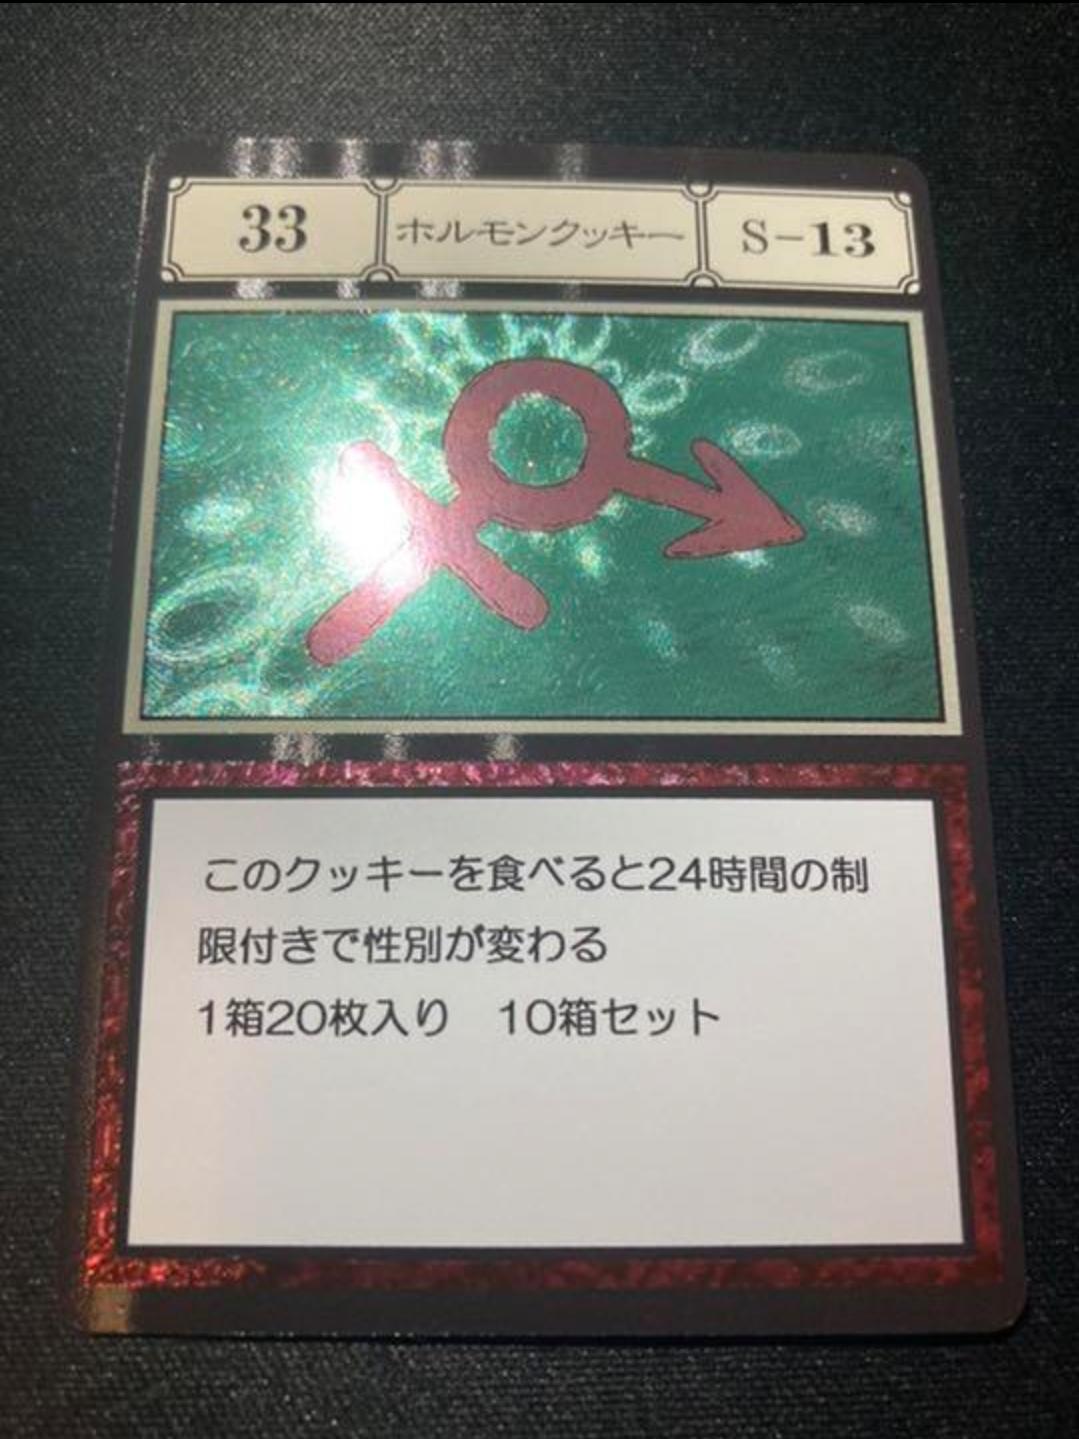 33
ホルモンクッキー
S-13
このクッキーを食べると24時間の制
限付きで性別が変わる
1箱20枚入り　10箱セット